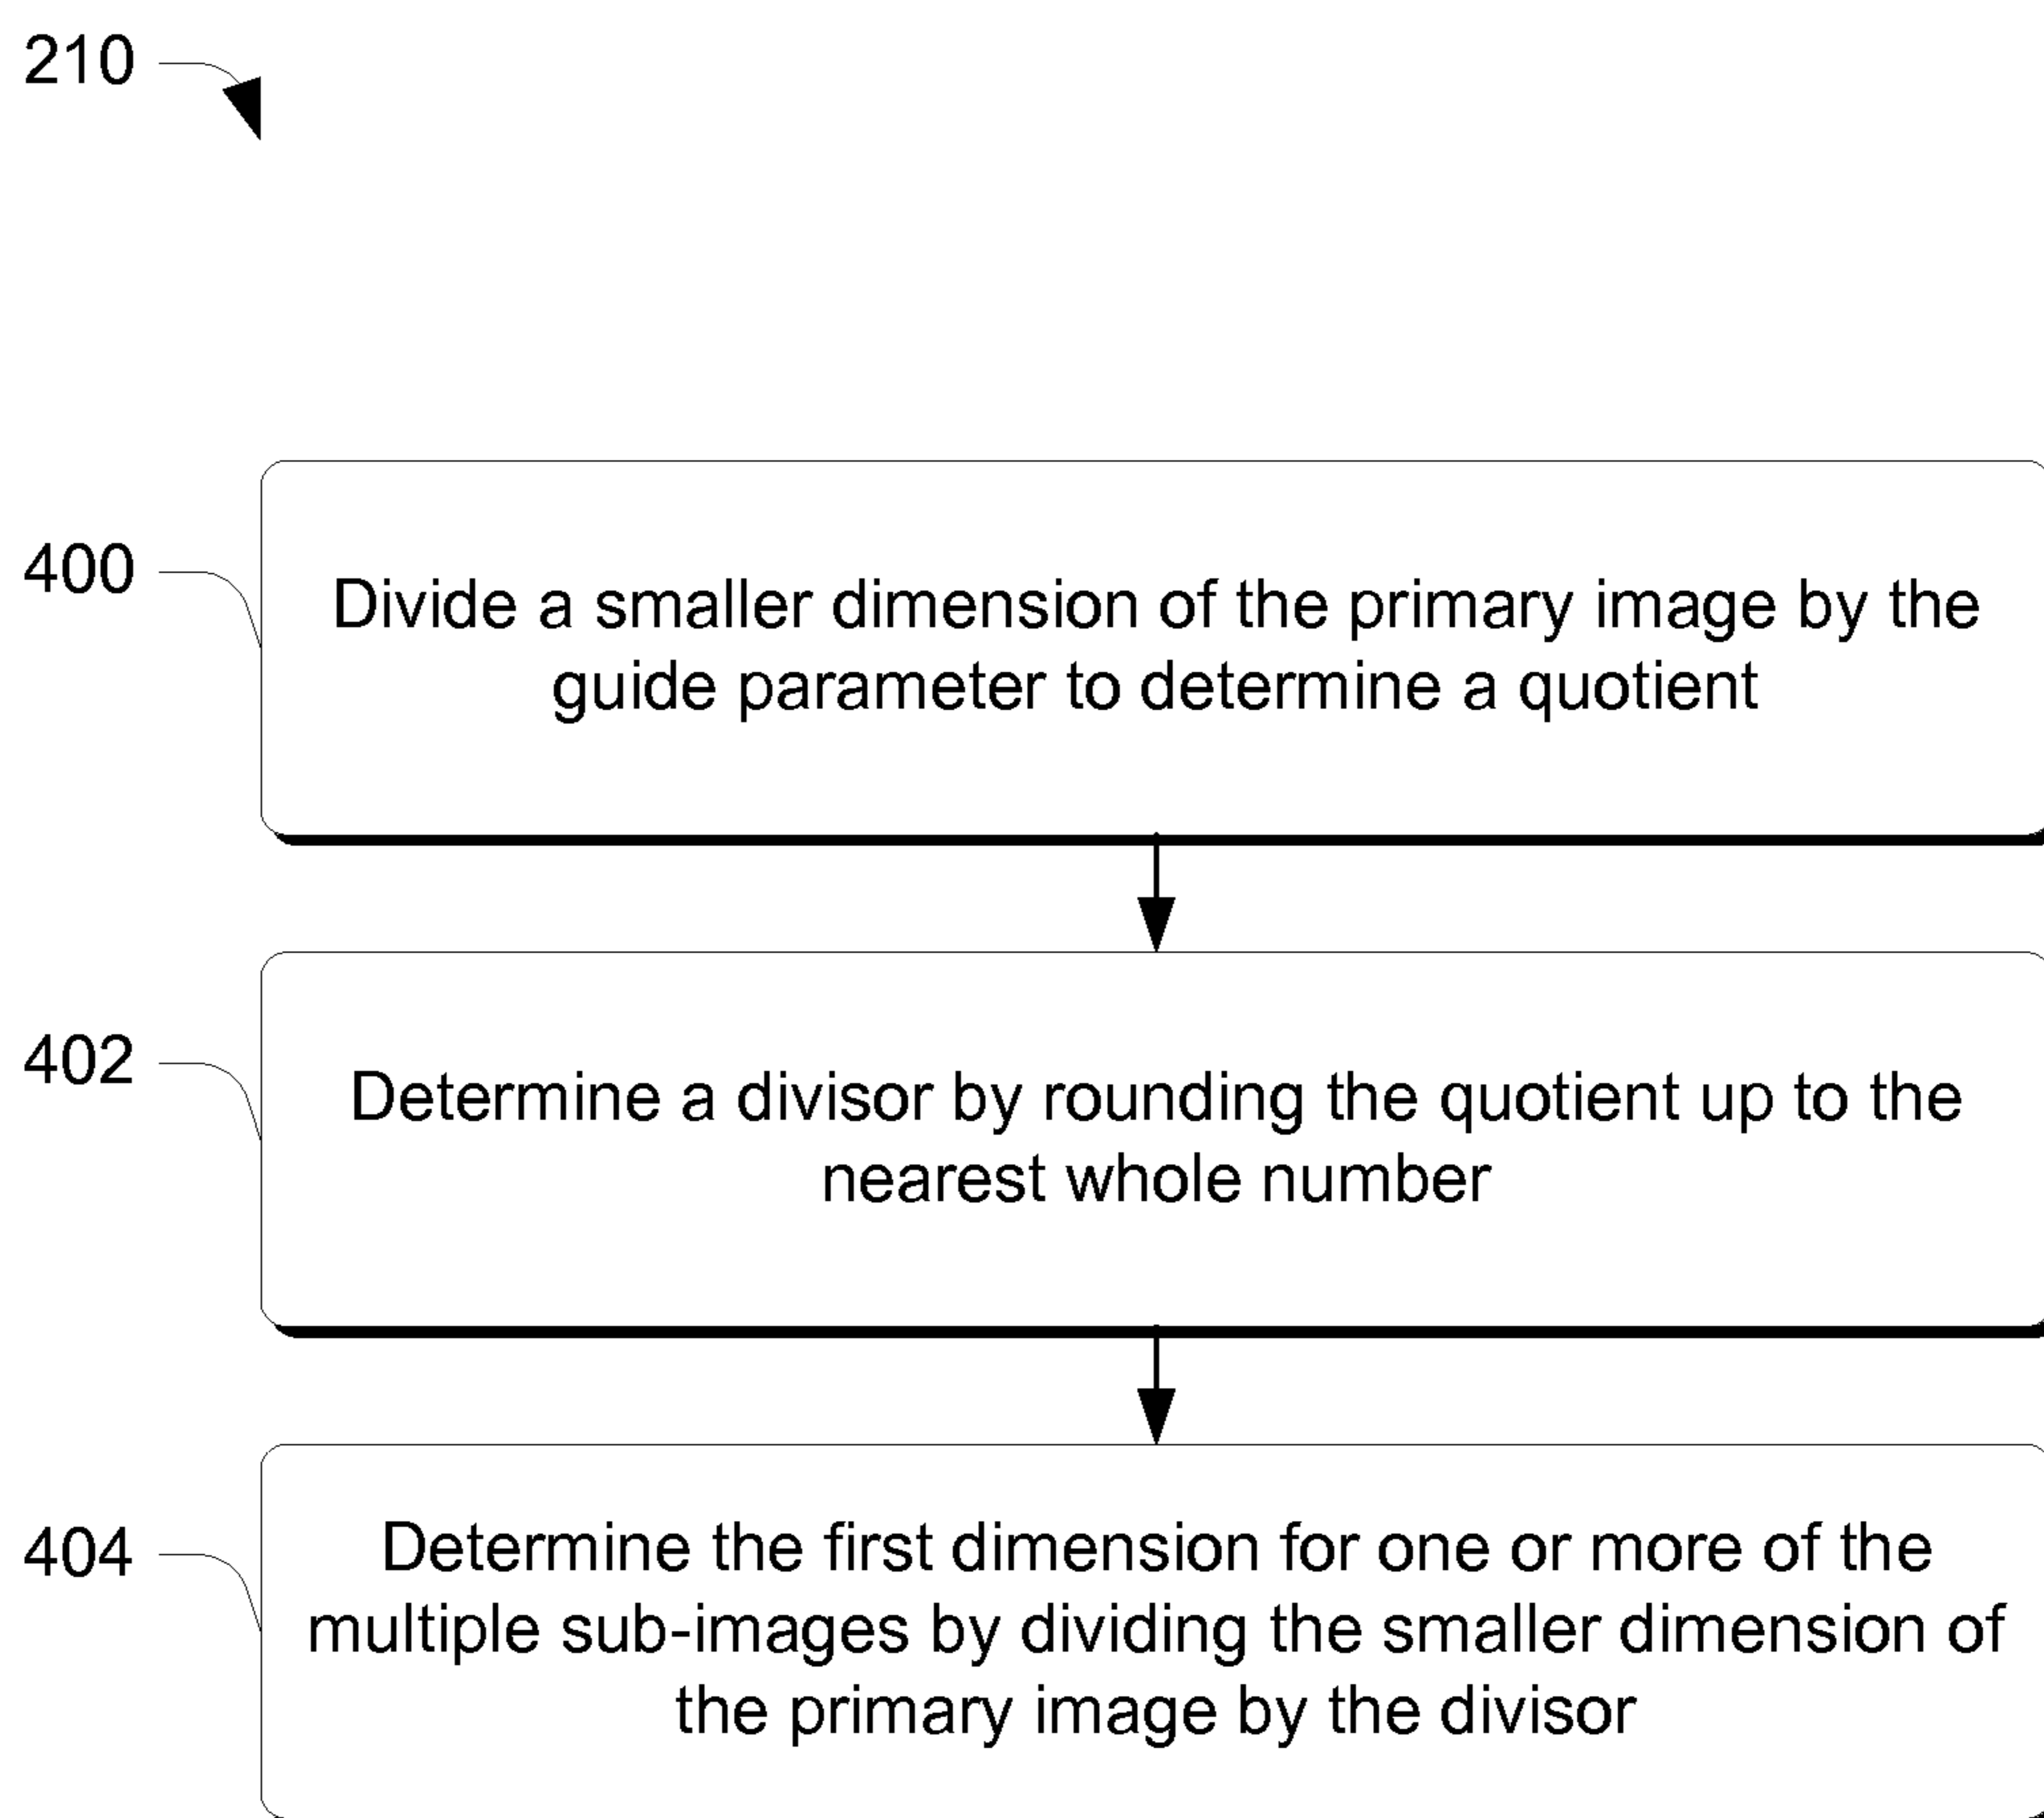 210
400
Divide a smaller dimension of the primary image by the
guide parameter to determine a quotient
402
Determine a divisor by rounding the quotient up to the
nearest whole number
404
Determine the first dimension for one or more of the
multiple sub-images by dividing the smaller dimension of
the primary image by the divisor